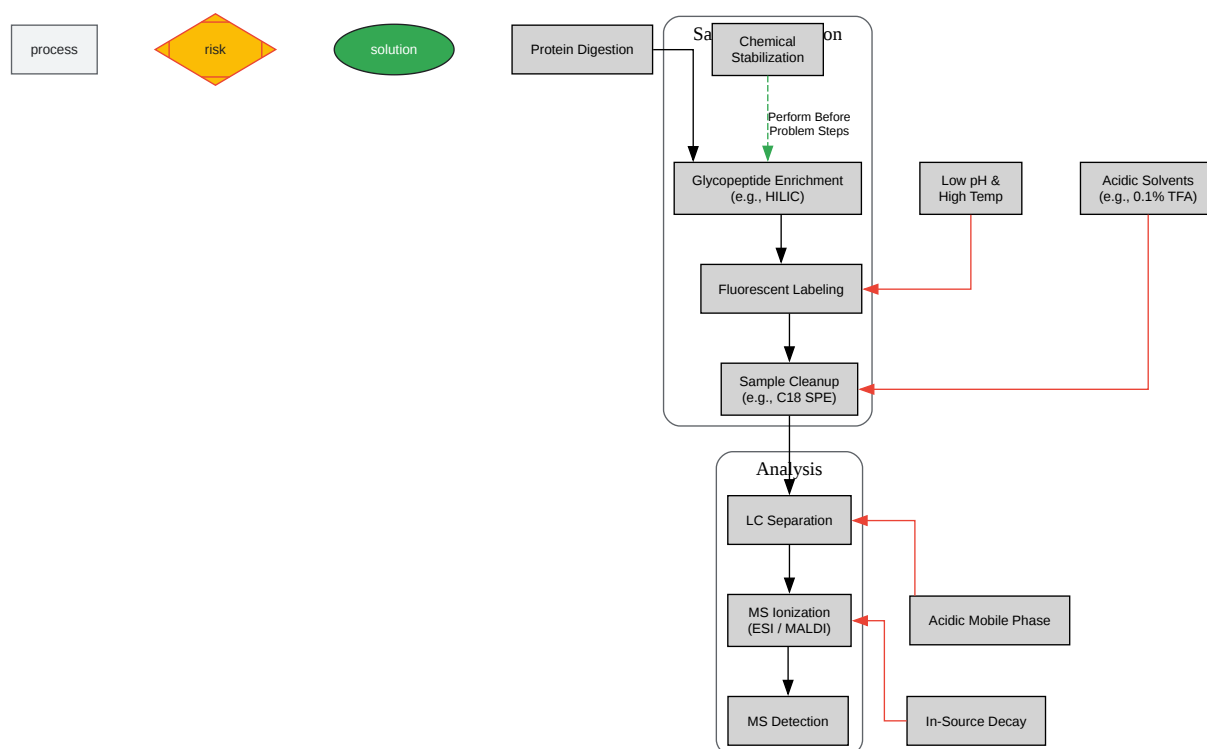 process
risk
solution
Protein Digestion
Chemical
Stabilization
Perform Before
Problem Steps
Glycopeptide Enrichment
(e.g., HILIC)
Low pH &
High Temp
Acidic Solvents
(e.g., 0.1% TFA)
Fluorescent Labeling
Sample Cleanup
(e.g., C18 SPE)
Analysis
LC Separation
MS Ionization
(ESI / MALDI)
Acidic Mobile Phase
MS Detection
In-Source Decay